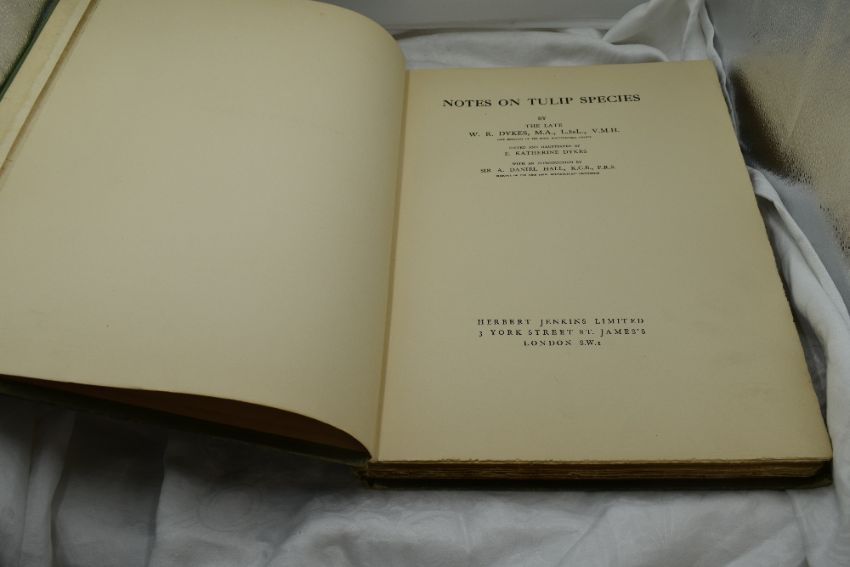 NOTES ON TULIP SPECIES
BY
THE LATE
W. R. DYKES, M.A., L.ÈsL., V.M.H.
EDITED AND ILLUSTRATED BY
E. KATHERINE DYKES
WITH AN INTRODUCTION BY
SIR A. DANIEL HALL, K.C.B., F.R.S.
HERBERT JENKINS LIMITED
3 YORK STREET ST. JAMES'S
LONDON S.W.1